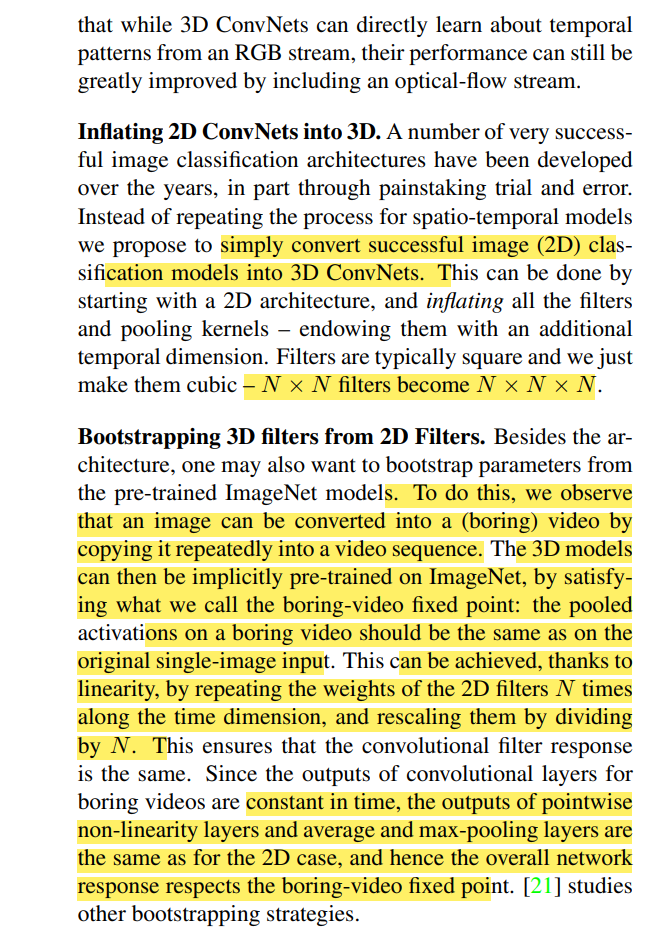 that while 3D ConvNets can directly learn about temporal
patterns from an RGB stream, their performance can still be
greatly improved by including an optical-flow stream.
Inflating 2D ConvNets into 3D. A number of very success-
ful image classification architectures have been developed
over the years, in part through painstaking trial and error.
Instead of repeating the process for spatio-temporal models
we propose to simply convert successful image (2D) clas-
sification models into 3D ConvNets. This can be done by
starting with a 2D architecture, and inflating all the filters
and pooling kernels – endowing them with an additional
temporal dimension. Filters are typically square and we just
make them cubic – N × N filters become N × N × N.
Bootstrapping 3D filters from 2D Filters. Besides the ar-
chitecture, one may also want to bootstrap parameters from
the pre-trained ImageNet models. To do this, we observe
that an image can be converted into a (boring) video by
copying it repeatedly into a video sequence. The 3D models
can then be implicitly pre-trained on ImageNet, by satisfy-
ing what we call the boring-video fixed point: the pooled
activations on a boring video should be the same as on the
original single-image input. This can be achieved, thanks to
linearity, by repeating the weights of the 2D filters N times
along the time dimension, and rescaling them by dividing
by N. This ensures that the convolutional filter response
is the same. Since the outputs of convolutional layers for
boring videos are constant in time, the outputs of pointwise
non-linearity layers and average and max-pooling layers are
the same as for the 2D case, and hence the overall network
response respects the boring-video fixed point. [21] studies
other bootstrapping strategies.